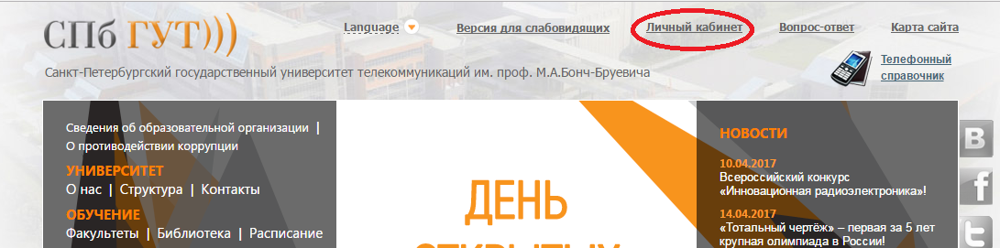 СПб ГУТ)))
Language
Версия для слабовидящих
Личный кабинет
Вопрос-ответ
Карта сайта
Санкт-Петербургский государственный университет телекоммуникаций им. проф. М.А.Бонч-Бруевича
Телефонный
справочник
Сведения об образовательной организации |
О противодействии коррупции
УНИВЕРСИТЕТ
О нас | Структура | Контакты
ОБУЧЕНИЕ
Факультеты | Библиотека | Расписание
ДЕНЬ
ОТКРЫТЫХ
НОВОСТИ
10.04.2017
Всероссийский конкурс
«Инновационная радиоэлектроника»!
14.04.2017
«Тотальный чертёж» – первая за 5 лет
крупная олимпиада в России!
B
f
t